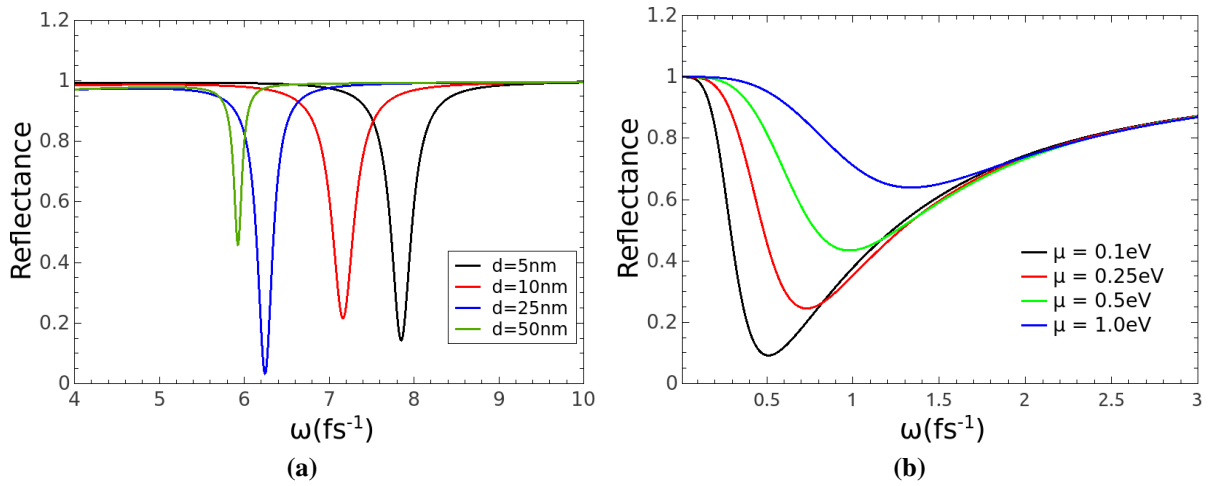 1.2
1
0.8
0.6
0.4
0.2
0
Reflectance
4 5 6 7 8 9 10
ω(fs⁻¹)
d=5nm
d=10nm
d=25nm
d=50nm
(a)
1.2
1
0.8
0.6
0.4
0.2
0
Reflectance
0.5 1 1.5 2 2.5 3
ω(fs⁻¹)
μ = 0.1eV
μ = 0.25eV
μ = 0.5eV
μ = 1.0eV
(b)